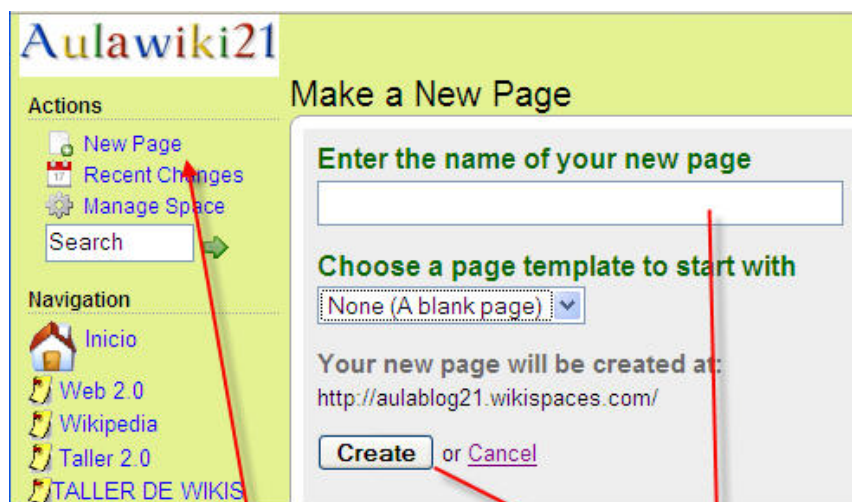 Aulawiki21
Actions
New Page
Recent Changes
Manage Space
Search
Navigation
Inicio
Web 2.0
Wikipedia
Taller 2.0
TALLER DE WIKIS
Make a New Page
Enter the name of your new page
Choose a page template to start with
None (A blank page)
Your new page will be created at:
http://aulablog21.wikispaces.com/
Create or Cancel